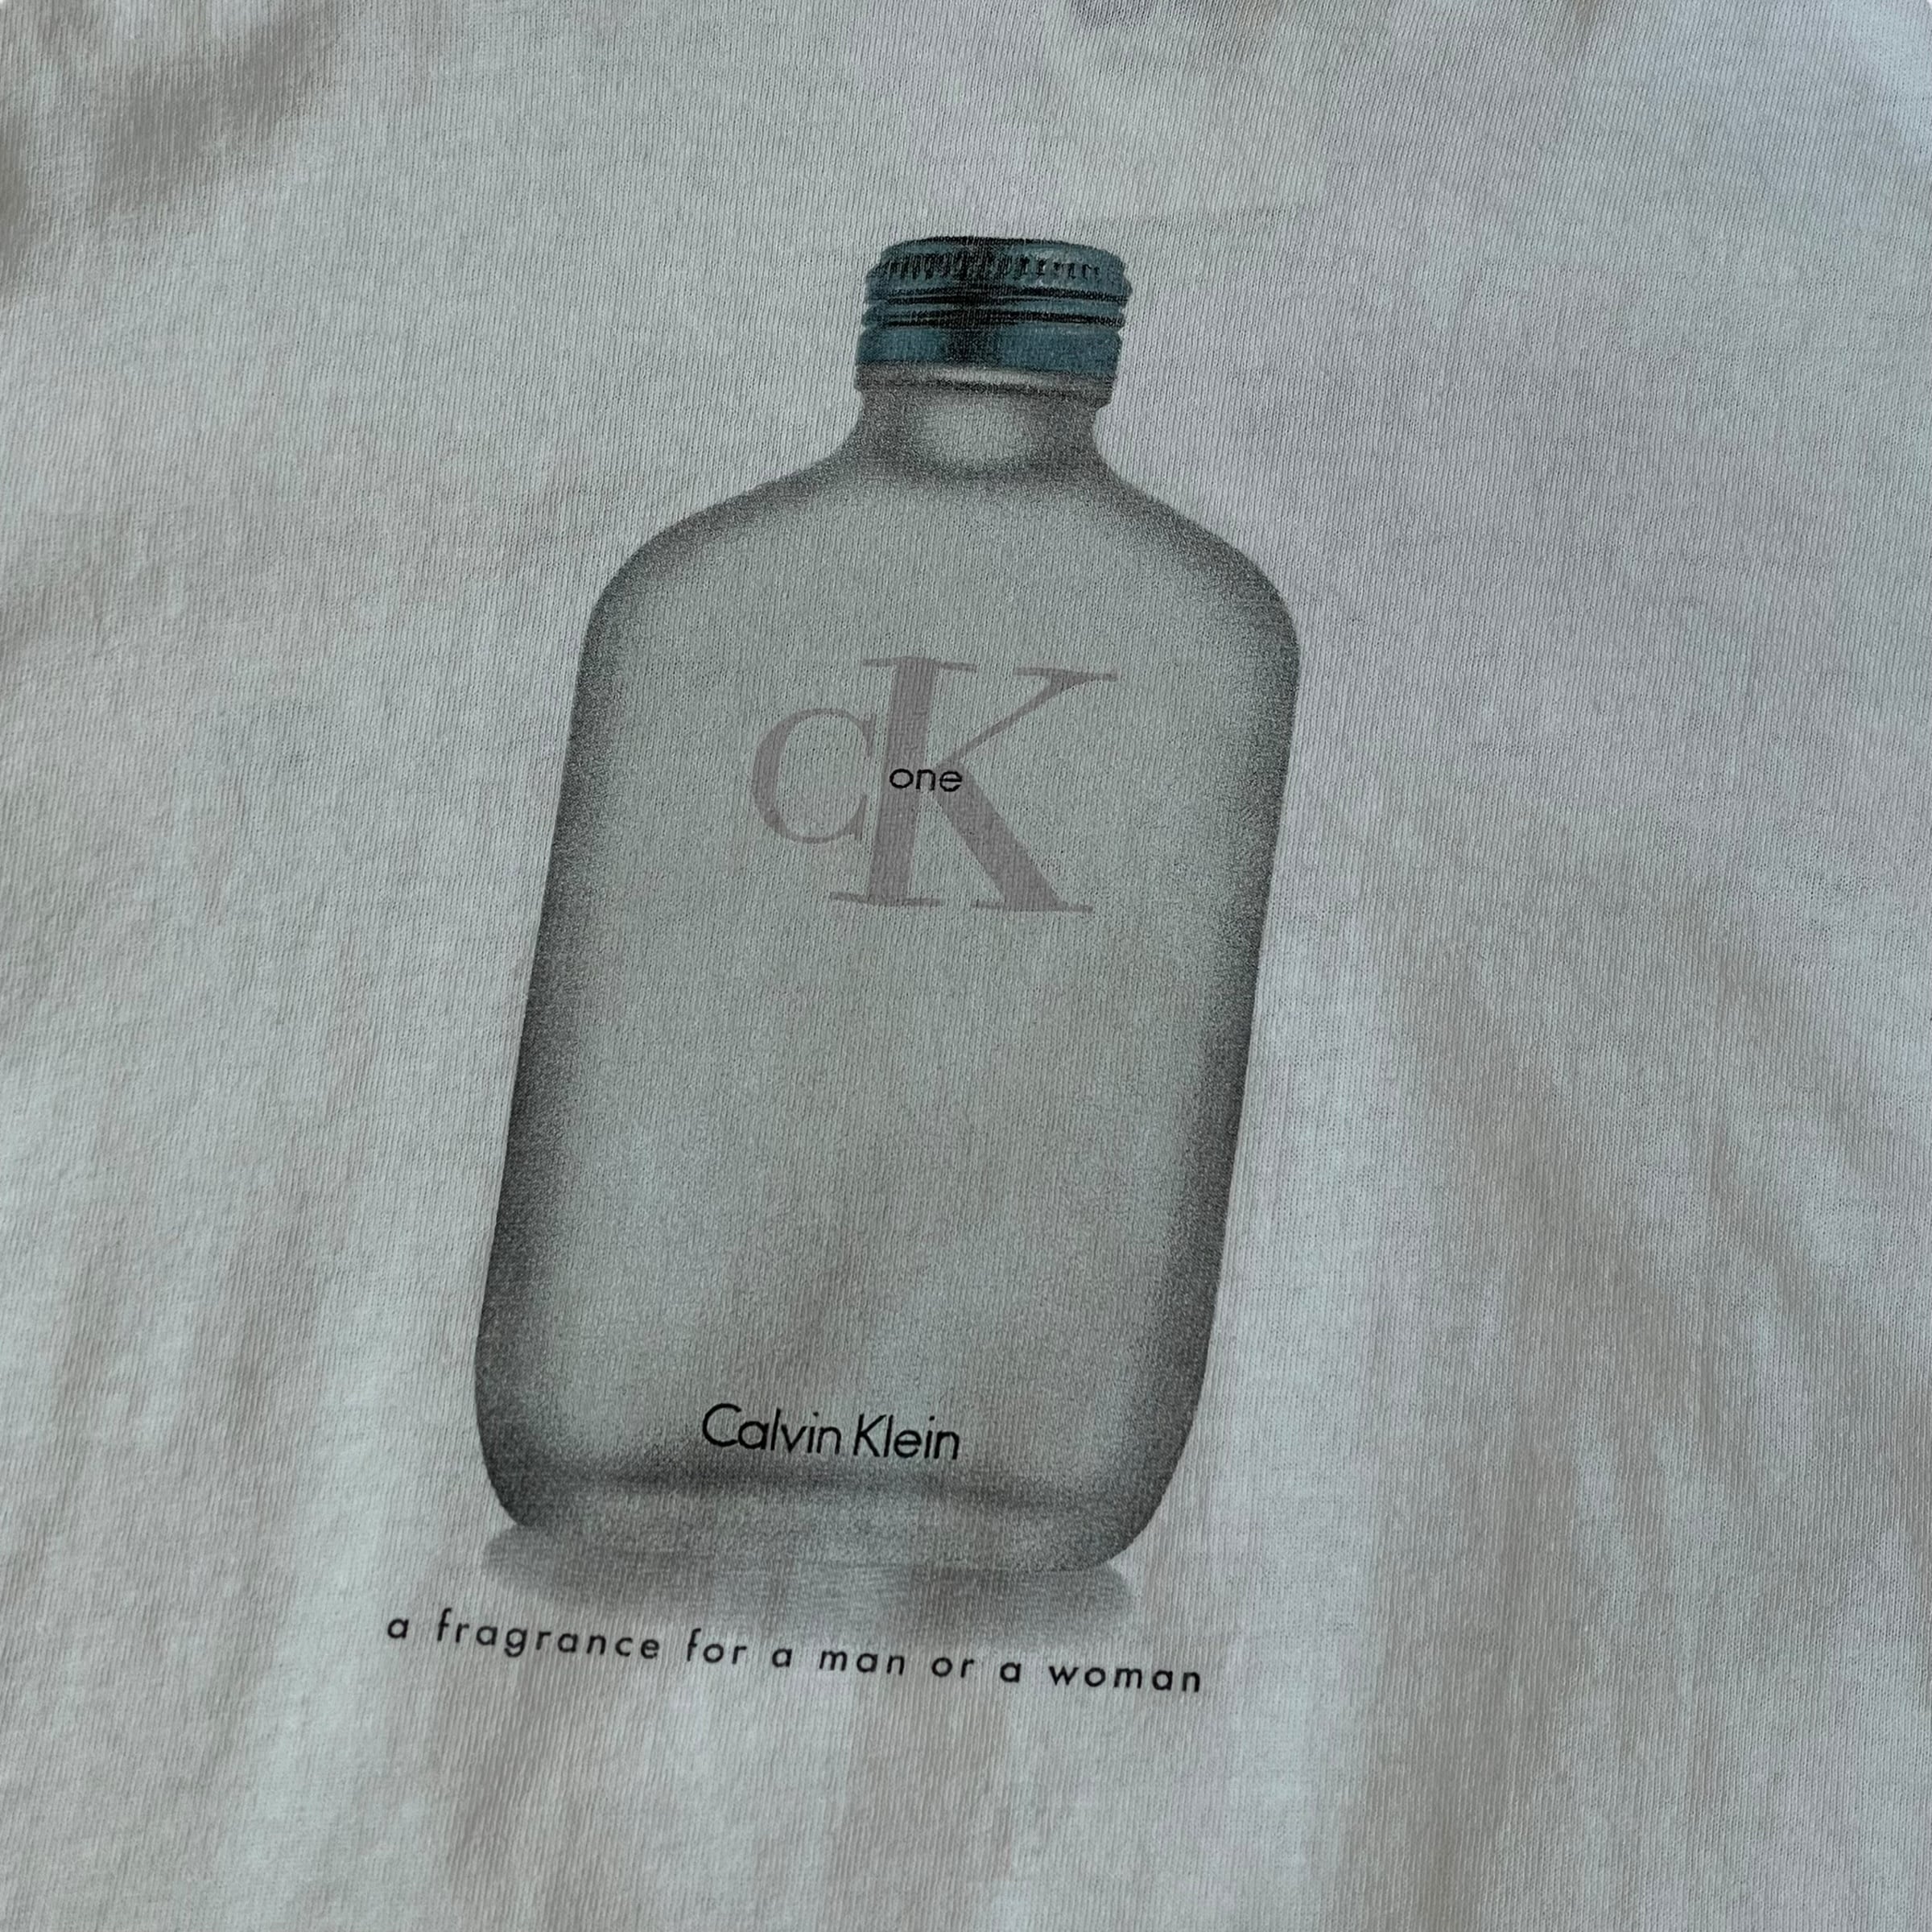 cK
one
Calvin Klein
a fragrance for a man or a woman